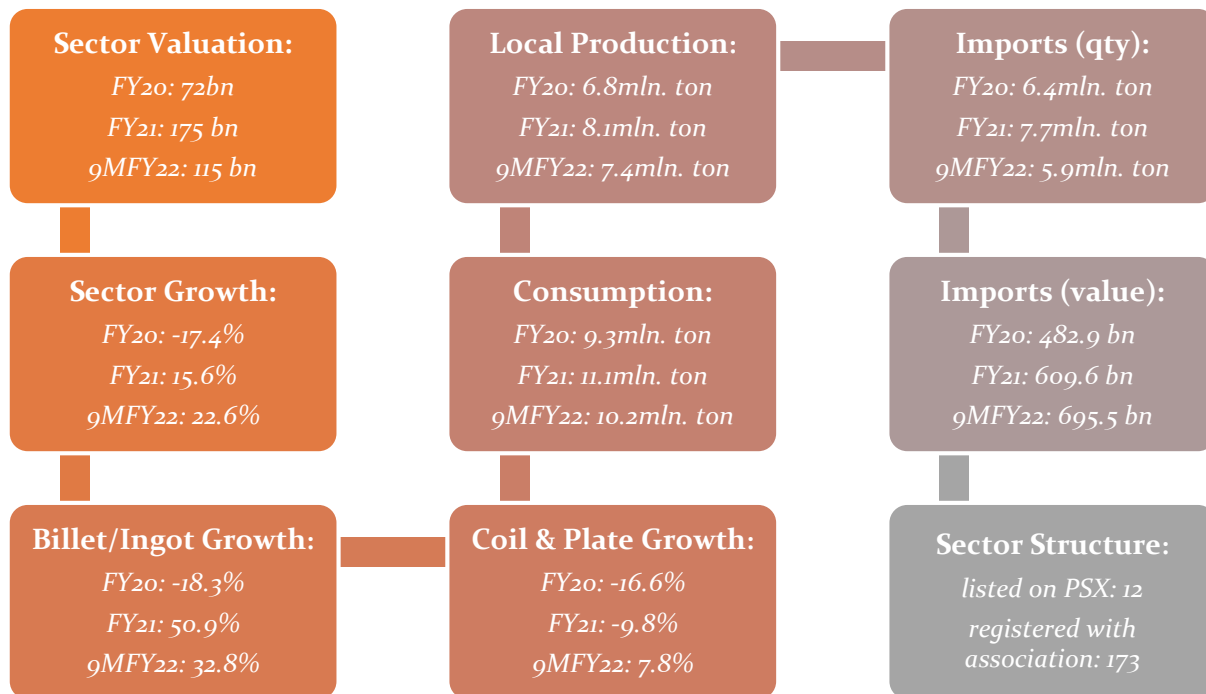 Sector Valuation:
FY20: 72bn
FY21: 175 bn
9MFY22: 115 bn
Sector Growth:
FY20: -17.4%
FY21: 15.6%
9MFY22: 22.6%
Billet/Ingot Growth:
FY20: -18.3%
FY21: 50.9%
9MFY22: 32.8%
Coil & Plate Growth:
FY20: -16.6%
FY21: -9.8%
9MFY22: 7.8%
Consumption:
FY20: 9.3mln. ton
FY21: 11.1mln. ton
9MFY22: 10.2mln. ton
Local Production:
FY20: 6.8mln. ton
FY21: 8.1mln. ton
9MFY22: 7.4mln. ton
Imports (qty):
FY20: 6.4mln. ton
FY21: 7.7mln. ton
9MFY22: 5.9mln. ton
Imports (value):
FY20: 482.9 bn
FY21: 609.6 bn
9MFY22: 695.5 bn
Sector Structure:
listed on PSX: 12
registered with
association: 173